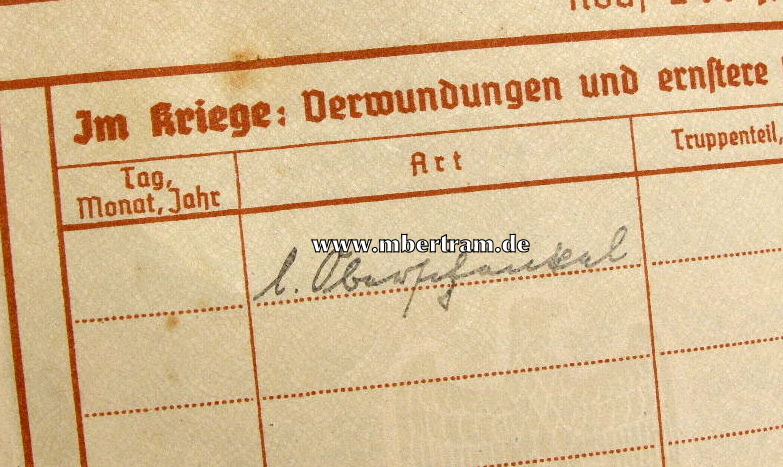 Im Kriege: Verwundungen und ernstere
Tag,
Monat, Jahr
Art
Truppenteil,
www.mbertram.de
l. Oberschenkel